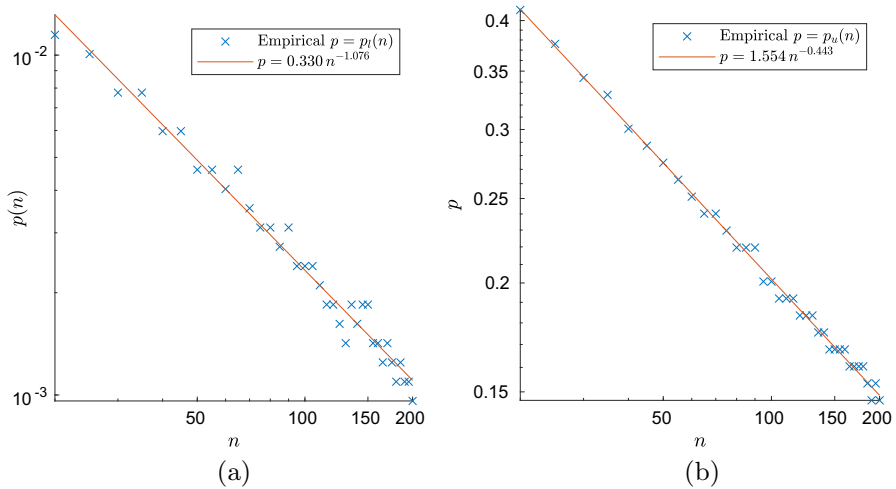 Empirical p = p_l(n)
p = 0.330 n^{-1.076}
10^{-2}
10^{-3}
p(n)
50
100
150
200
n
(a)
Empirical p = p_u(n)
p = 1.554 n^{-0.443}
0.4
0.35
0.3
0.25
0.2
0.15
p
50
100
150
200
n
(b)